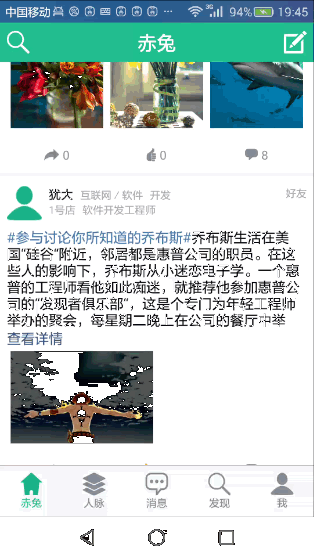 中国移动 3G 94% 19:45
赤兔
0 0 8
犹大 互联网 / 软件 开发 好友
1号店 软件开发工程师
#参与讨论你所知道的乔布斯#乔布斯生活在美
国“硅谷”附近，邻居都是惠普公司的职员。在这
些人的影响下，乔布斯从小迷恋电子学。一个惠
普的工程师看他如此痴迷，就推荐他参加惠普公
司的“发现者俱乐部”，这是个专门为年轻工程师
举办的聚会，每星期二晚上在公司的餐厅中举
查看详情
赤兔 人脉 消息 发现 我